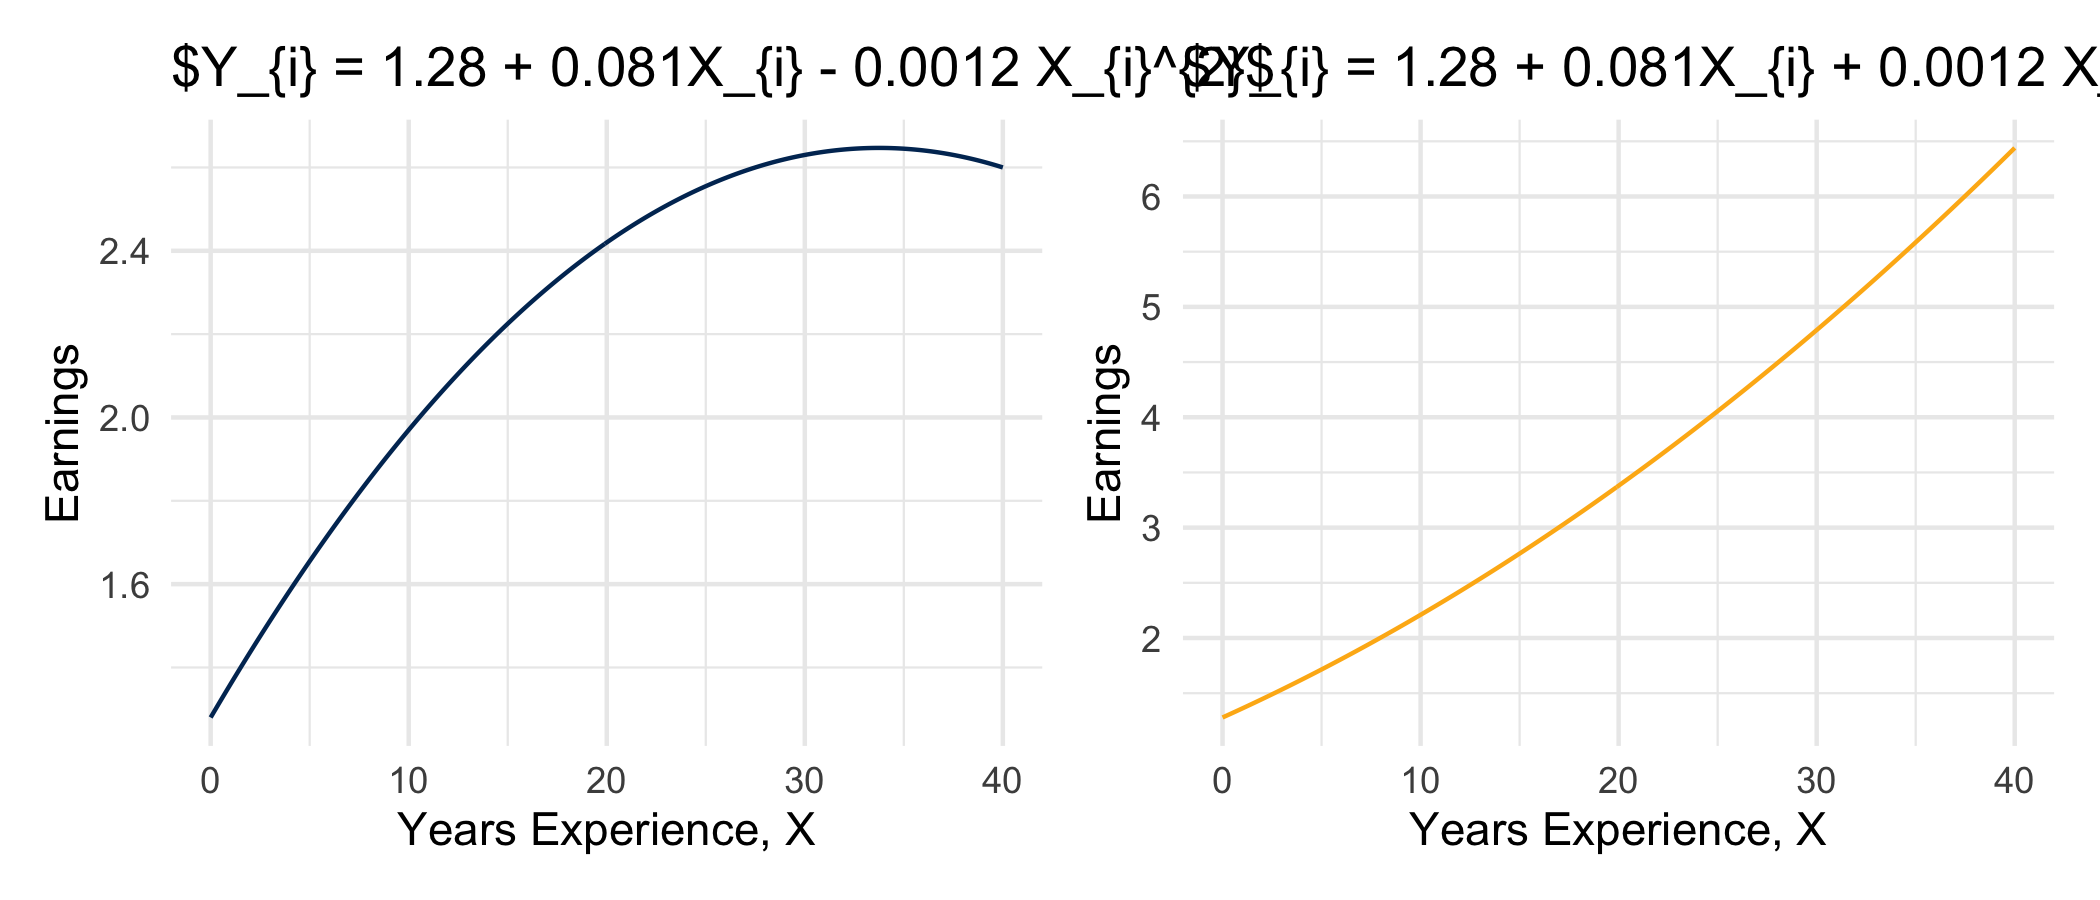 $Y_{i} = 1.28 + 0.081X_{i} - 0.0012 X_{i}^{2}$
$Y_{i} = 1.28 + 0.081X_{i} + 0.0012 X_
Earnings
2.4
2.0
1.6
0 10 20 30 40
Years Experience, X
Earnings
6
5
4
3
2
0 10 20 30 40
Years Experience, X